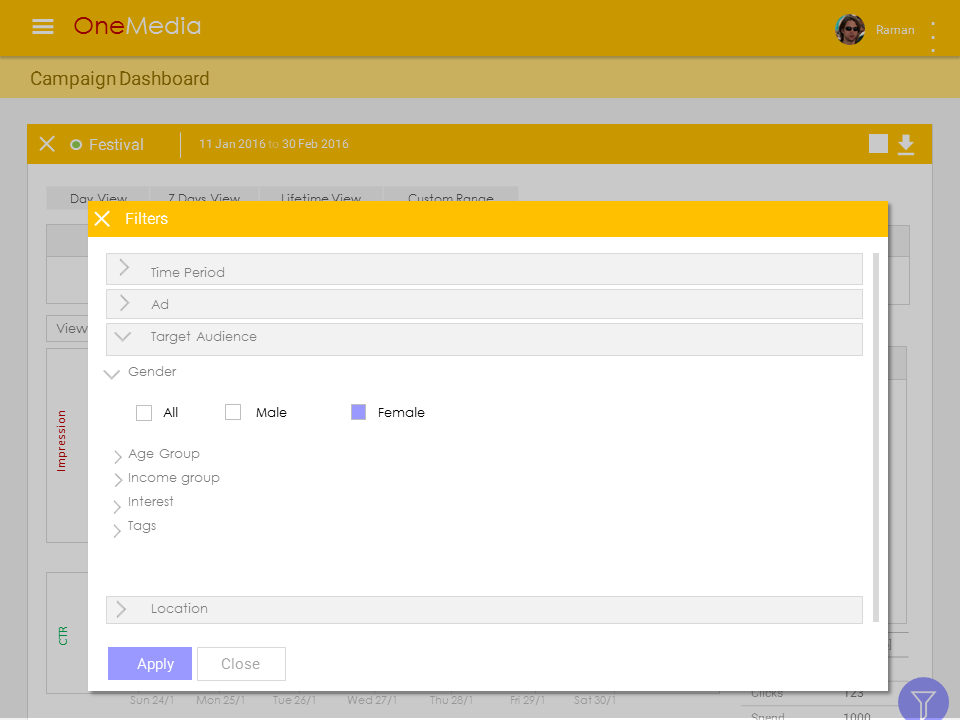 OneMedia
Raman
Campaign Dashboard
Festival
11 Jan 2016 to 30 Feb 2016
Day View
7 Days View
Lifetime View
Custom Range
Filters
Time Period
Ad
View
Target Audience
Gender
All
Male
Female
Impression
Age Group
Income group
Interest
Tags
Location
CTR
Apply
Close
Sun 24/1
Mon 25/1
Tue 26/1
Wed 27/1
Thu 28/1
Fri 29/1
Sat 30/1
Clicks
123
Spend
1000